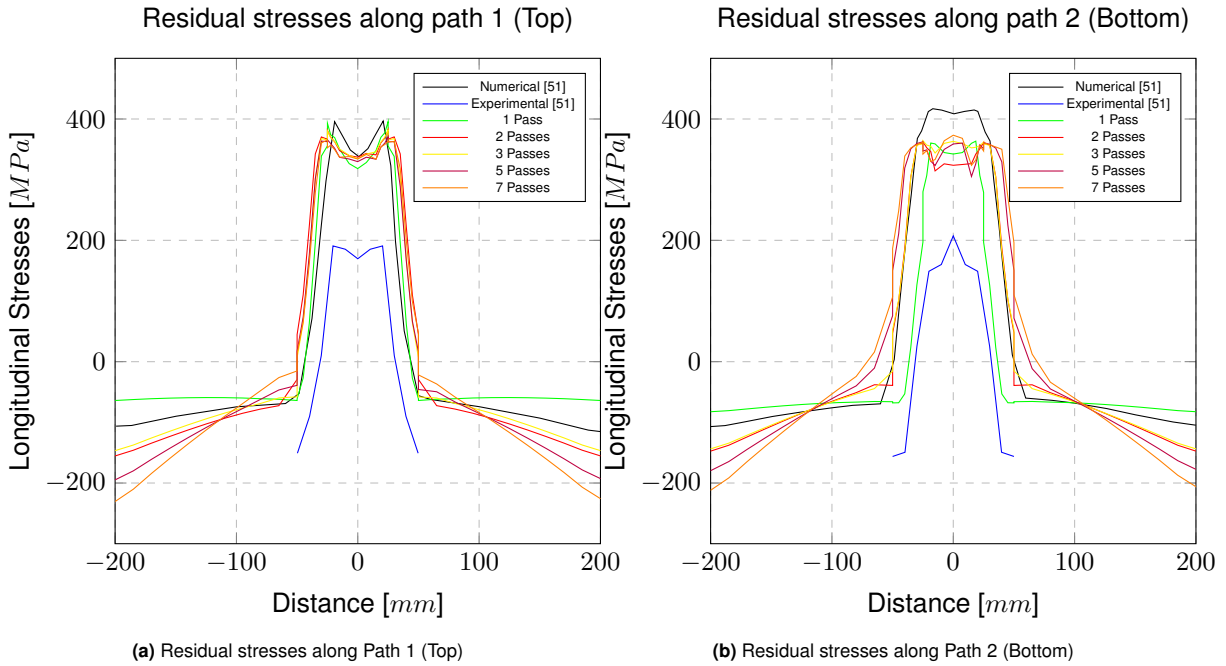 Residual stresses along path 1 (Top)
400
200
0
−200
−200
−100
0
100
200
Longitudinal Stresses [MPa]
Distance [mm]
Numerical [51]
Experimental [51]
1 Pass
2 Passes
3 Passes
5 Passes
7 Passes
(a) Residual stresses along Path 1 (Top)
Residual stresses along path 2 (Bottom)
400
200
0
−200
−200
−100
0
100
200
Longitudinal Stresses [MPa]
Distance [mm]
Numerical [51]
Experimental [51]
1 Pass
2 Passes
3 Passes
5 Passes
7 Passes
(b) Residual stresses along Path 2 (Bottom)